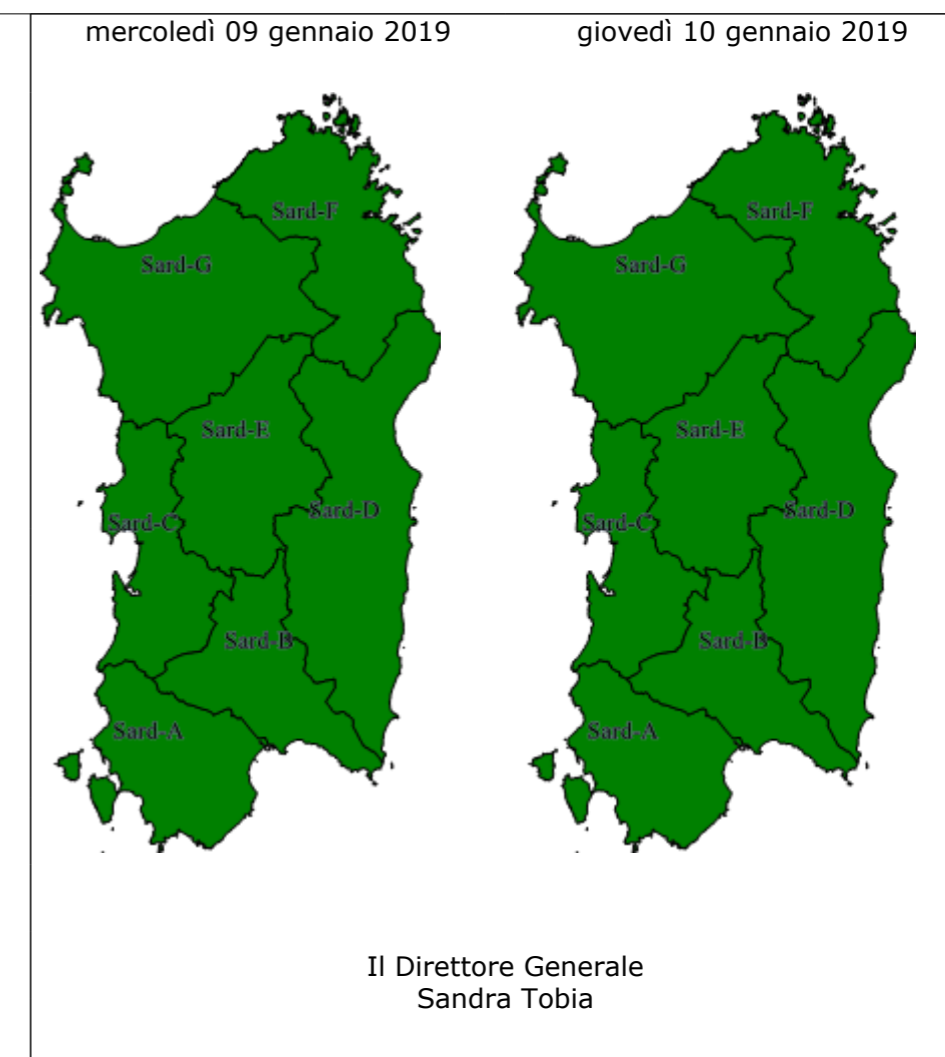 mercoledì 09 gennaio 2019
giovedì 10 gennaio 2019
Sard-F
Sard-G
Sard-E
Sard-D
Sard-C
Sard-B
Sard-A
Sard-F
Sard-G
Sard-E
Sard-D
Sard-C
Sard-B
Sard-A
Il Direttore Generale
Sandra Tobia